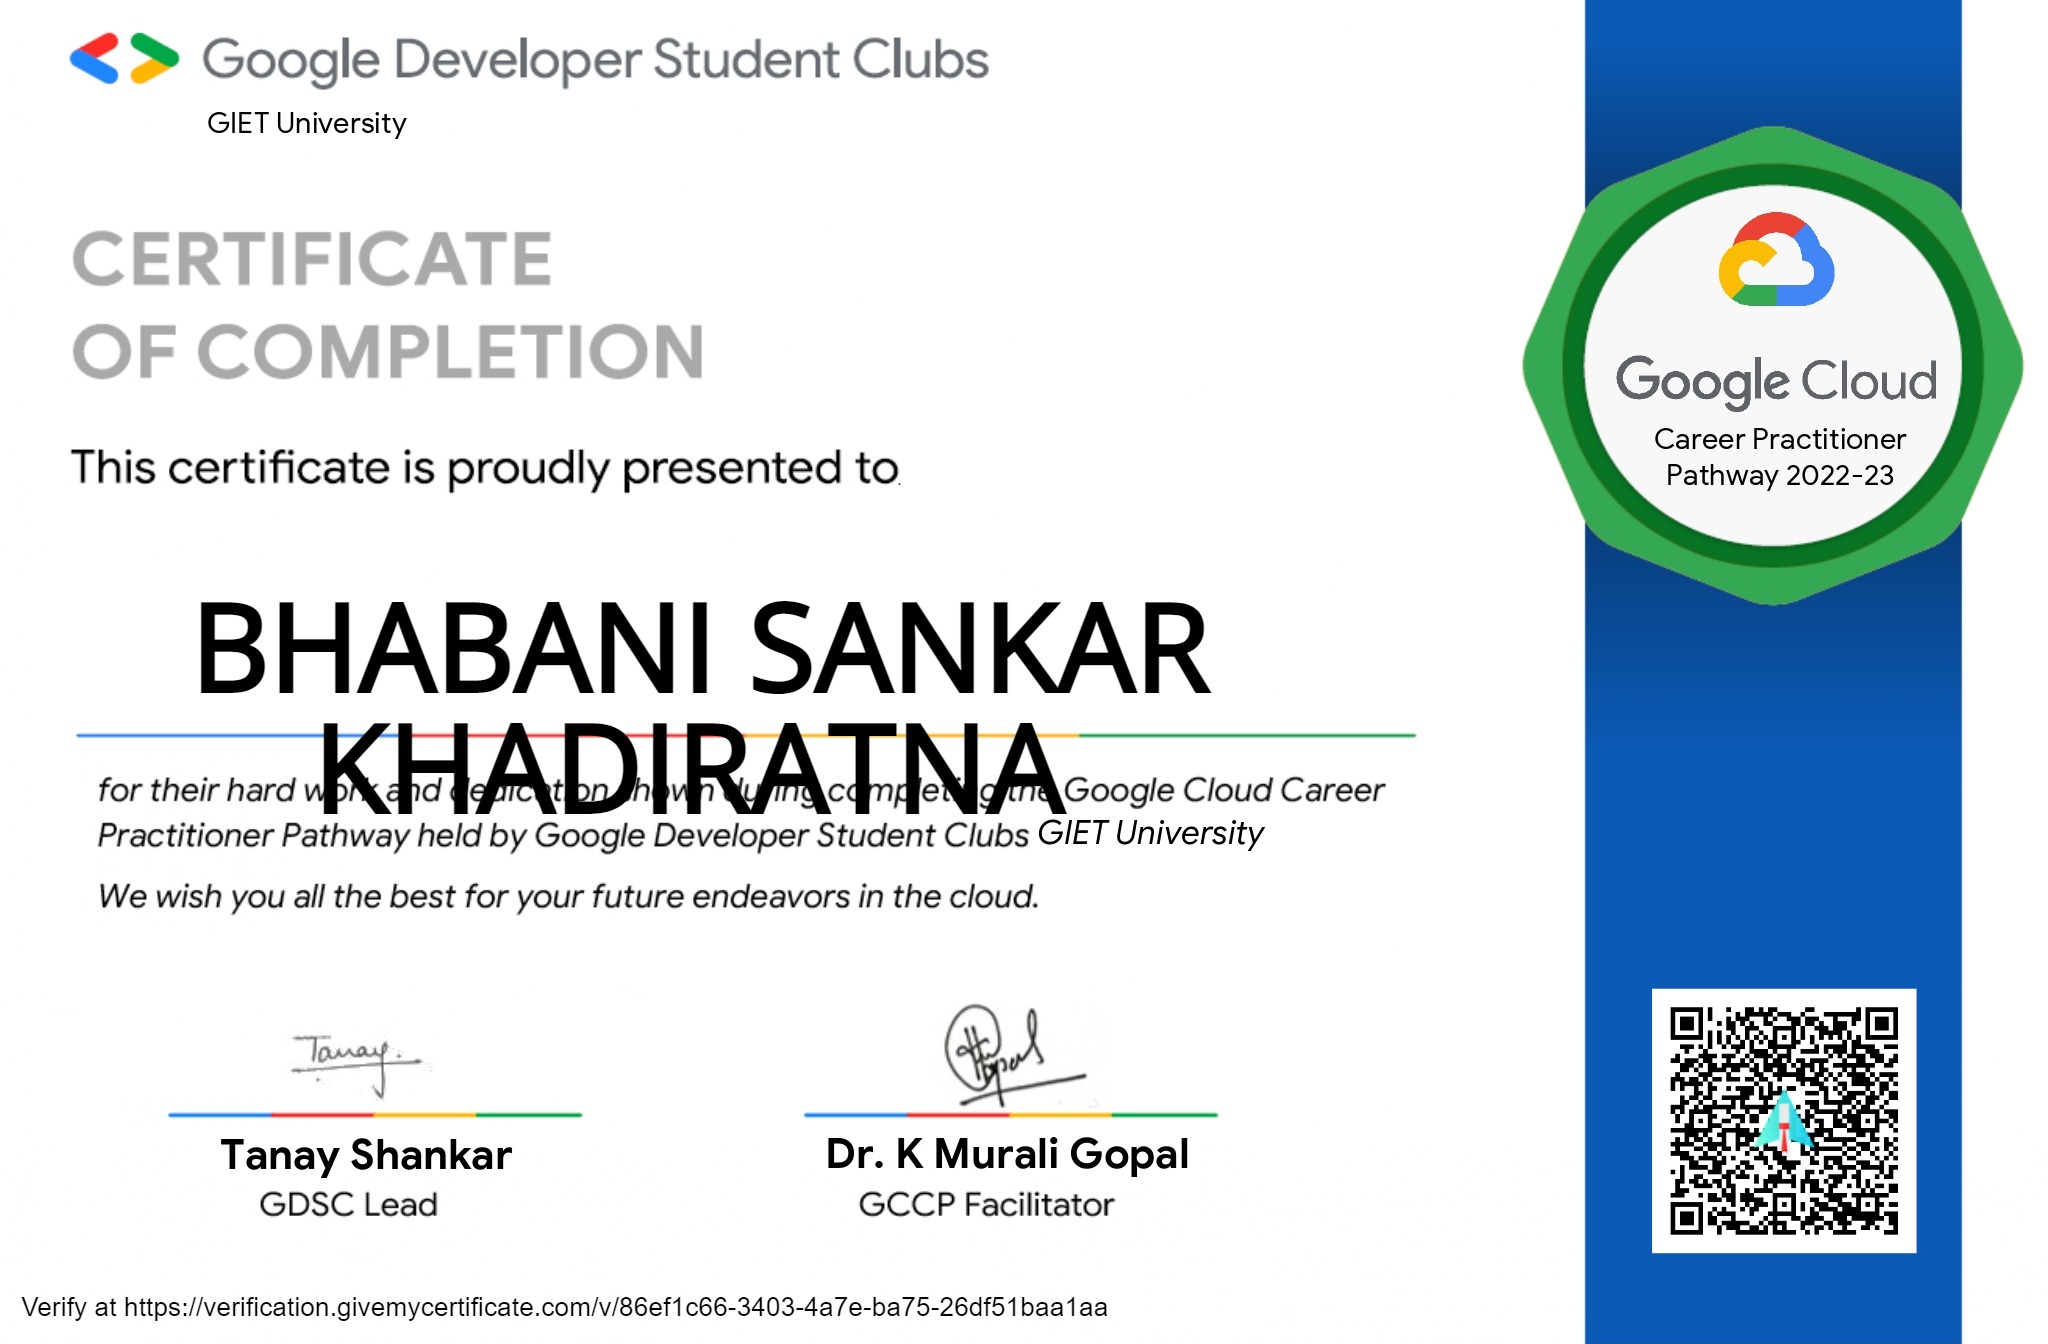 Google Developer Student Clubs
GIET University
CERTIFICATE
OF COMPLETION
This certificate is proudly presented to
BHABANI SANKAR
KHADIRATNA
for their hard work and dedication shown during completing the Google Cloud Career
Practitioner Pathway held by Google Developer Student Clubs GIET University
We wish you all the best for your future endeavors in the cloud.
Tanay.
Tanay Shankar
GDSC Lead
Dr. K Murali Gopal
GCCP Facilitator
Verify at https://verification.givemycertificate.com/v/86ef1c66-3403-4a7e-ba75-26df51baa1aa
Google Cloud
Career Practitioner
Pathway 2022-23